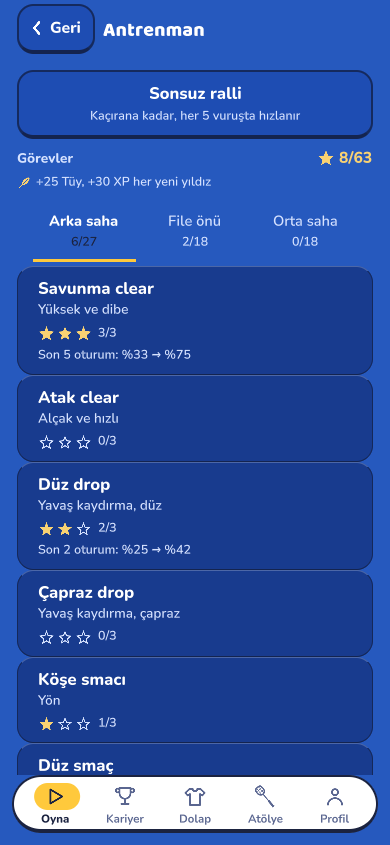 Geri
Antrenman
Sonsuz ralli
Kaçırana kadar, her 5 vuruşta hızlanır
Görevler
8/63
+25 Tüy, +30 XP her yeni yıldız
Arka saha
File önü
Orta saha
6/27
2/18
0/18
Savunma clear
Yüksek ve dibe
3/3
Son 5 oturum: %33 → %75
Atak clear
Alçak ve hızlı
0/3
Düz drop
Yavaş kaydırma, düz
2/3
Son 2 oturum: %25 → %42
Çapraz drop
Yavaş kaydırma, çapraz
0/3
Köşe smacı
Yön
1/3
Düz smaç
Oyna
Kariyer
Dolap
Atölye
Profil